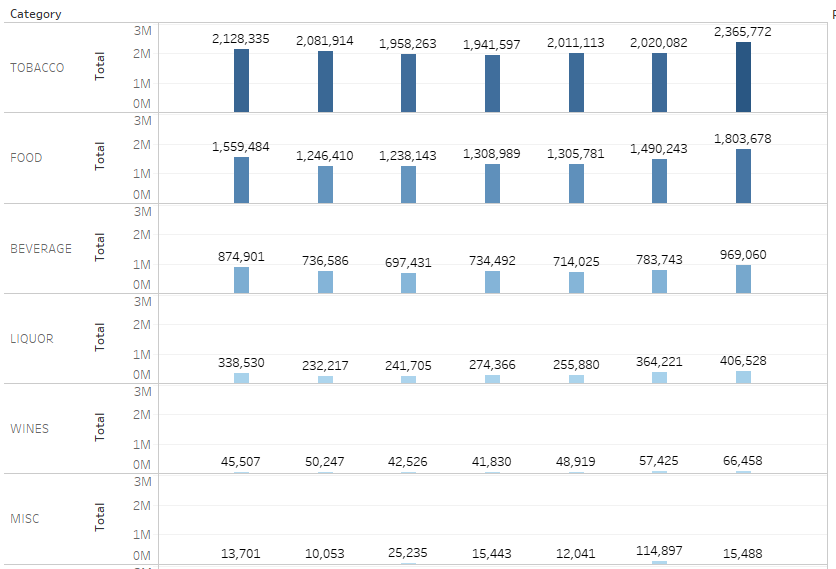 Category
TOBACCO
Total
3M
2M
1M
0M
2,128,335 2,081,914 1,958,263 1,941,597 2,011,113 2,020,082 2,365,772
FOOD
Total
3M
2M
1M
0M
1,559,484 1,246,410 1,238,143 1,308,989 1,305,781 1,490,243 1,803,678
BEVERAGE
Total
3M
2M
1M
0M
874,901 736,586 697,431 734,492 714,025 783,743 969,060
LIQUOR
Total
3M
2M
1M
0M
338,530 232,217 241,705 274,366 255,880 364,221 406,528
WINES
Total
3M
2M
1M
0M
45,507 50,247 42,526 41,830 48,919 57,425 66,458
MISC
Total
3M
2M
1M
0M
13,701 10,053 25,235 15,443 12,041 114,897 15,488